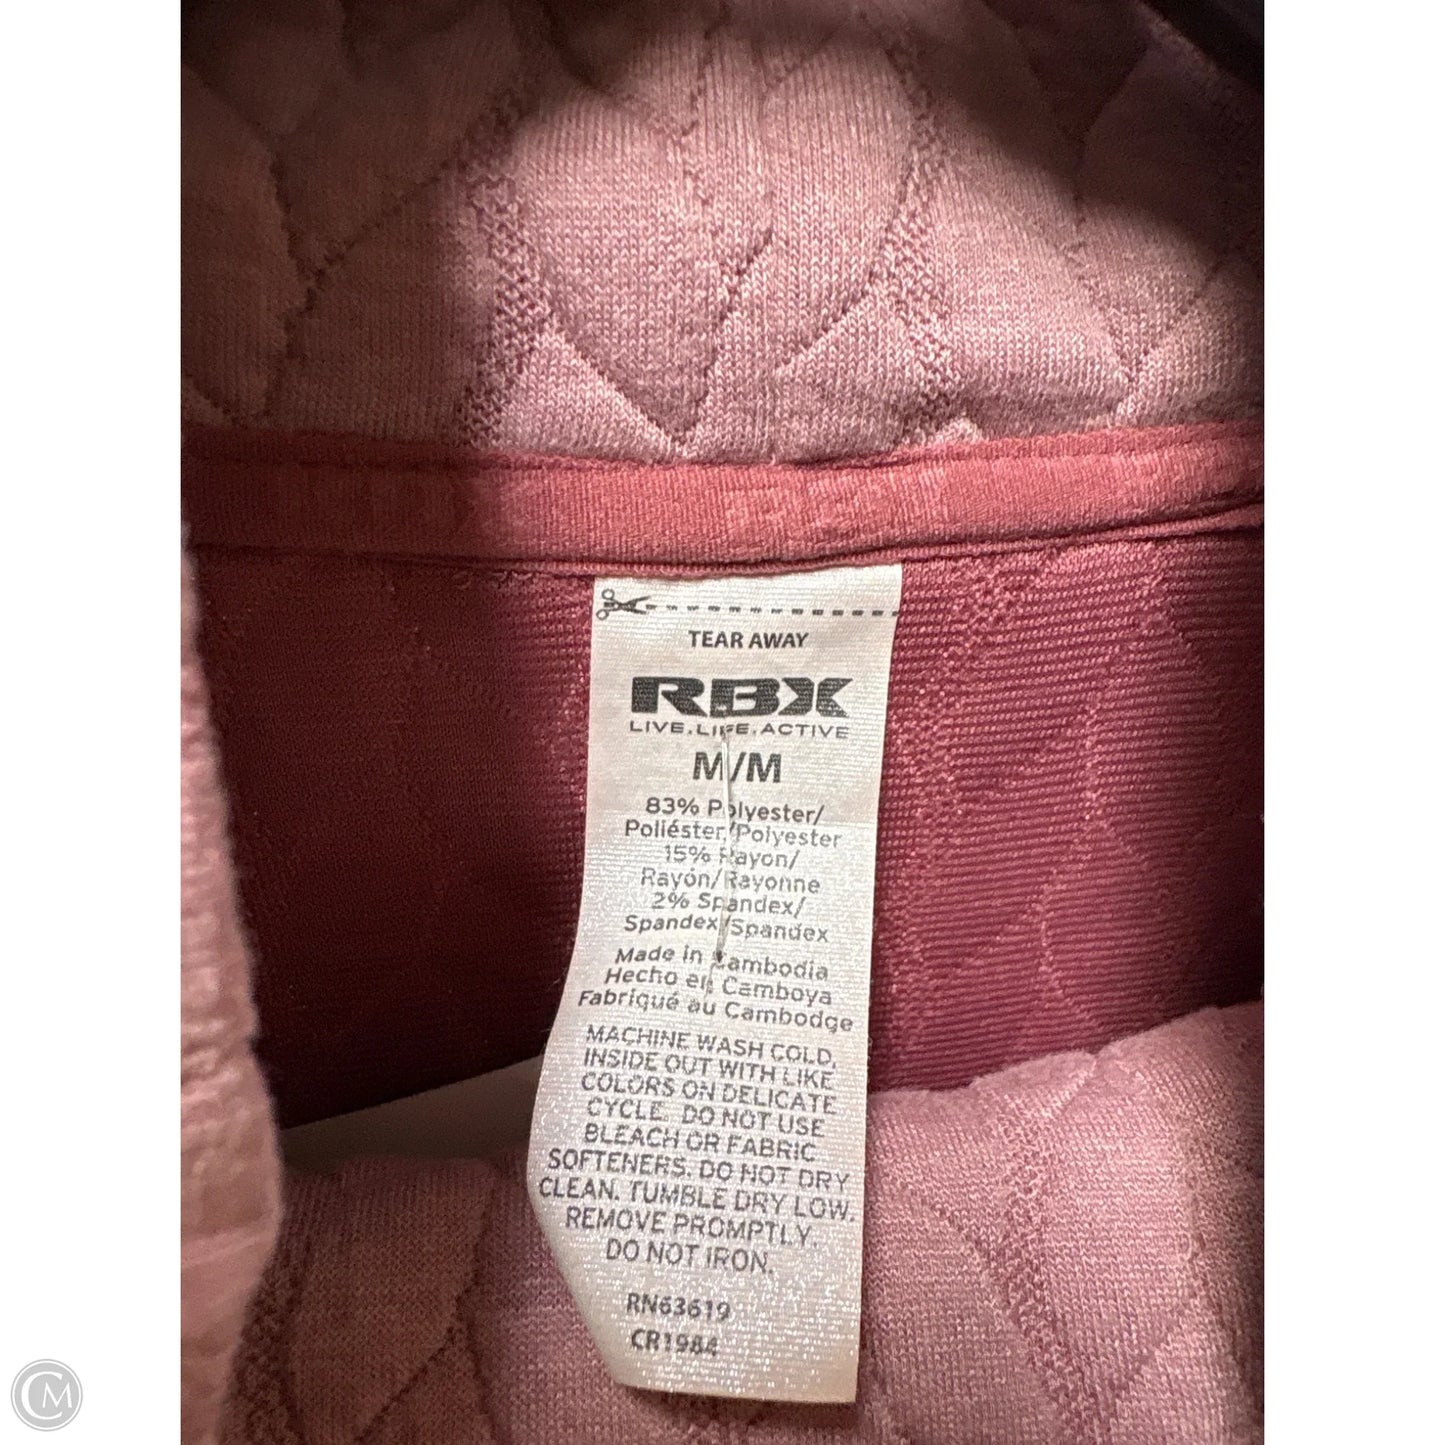 TEAR AWAY
RBX
LIVE.LIFE.ACTIVE
M/M
83% Polyester/
Poliéster/Polyester
15% Rayon/
Rayón/Rayonne
2% Spandex/
Spandex/Spandex
Made in Cambodia
Hecho en Camboya
Fabriqué au Cambodge
MACHINE WASH COLD,
INSIDE OUT WITH LIKE
COLORS ON DELICATE
CYCLE. DO NOT USE
BLEACH OR FABRIC
SOFTENERS. DO NOT DRY
CLEAN. TUMBLE DRY LOW.
REMOVE PROMPTLY.
DO NOT IRON.
RN63619
CR1984
CM